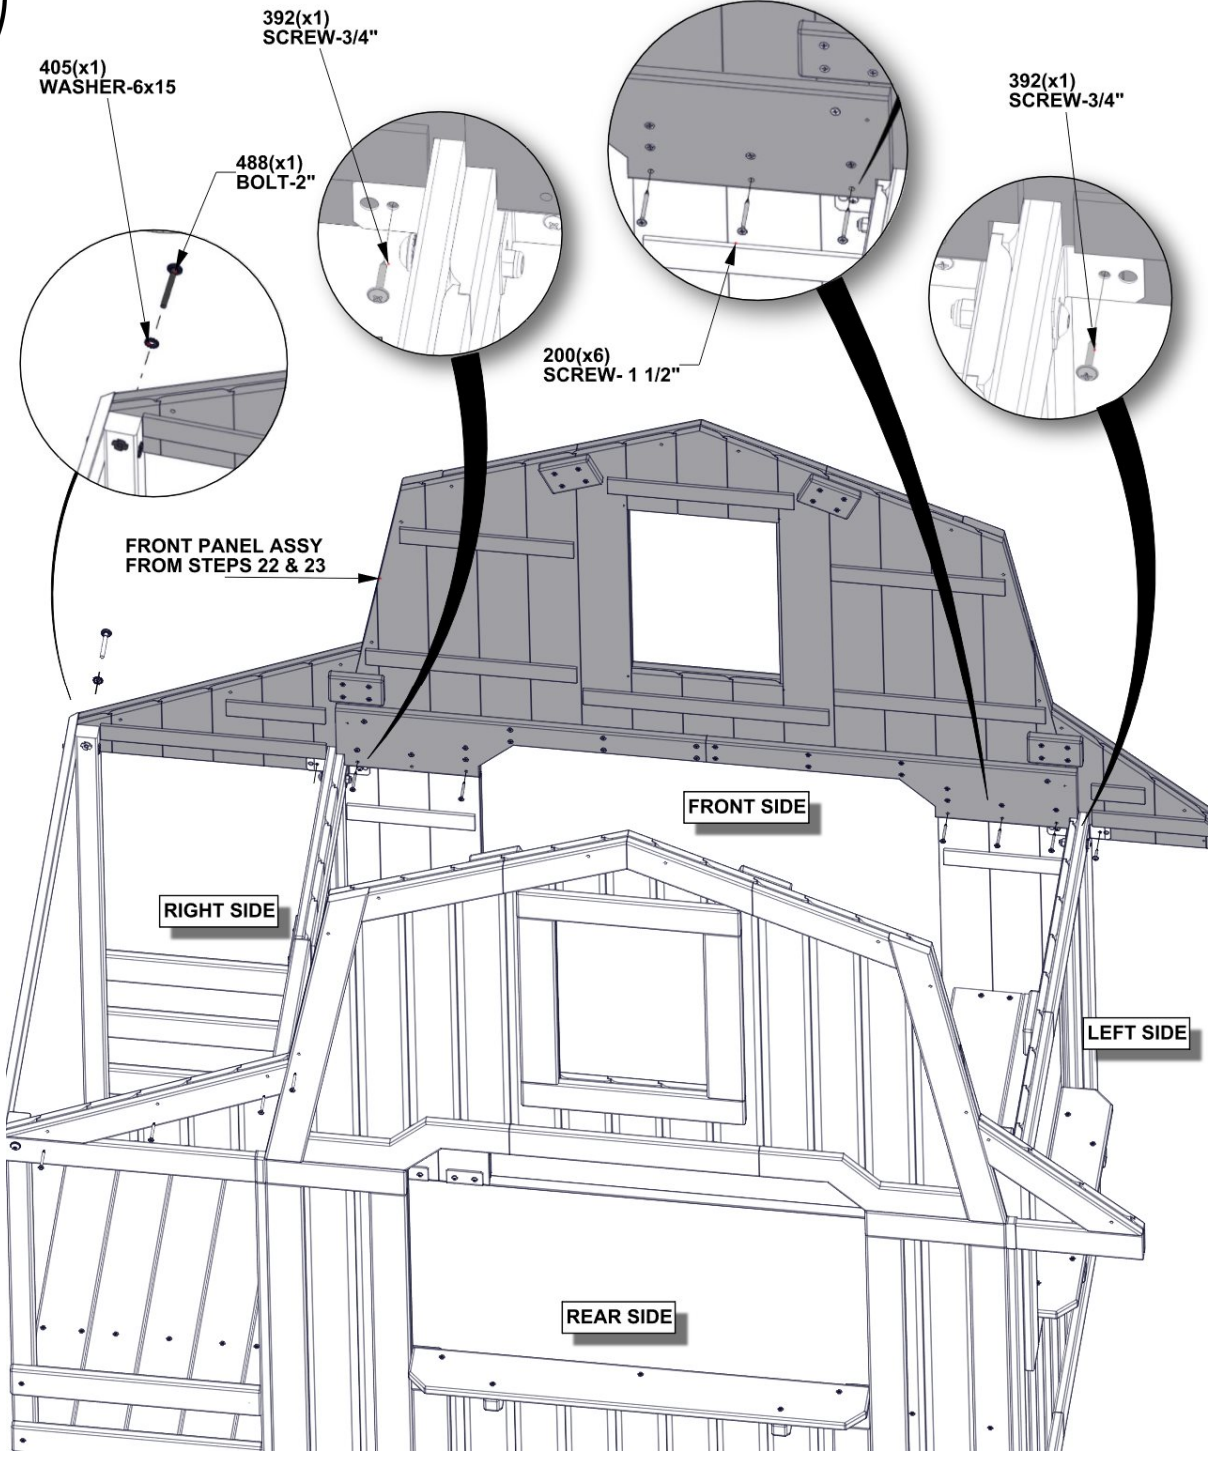 392(x1)
SCREW-3/4"
405(x1)
WASHER-6x15
488(x1)
BOLT-2"
392(x1)
SCREW-3/4"
200(x6)
SCREW- 1 1/2"
FRONT PANEL ASSY
FROM STEPS 22 & 23
FRONT SIDE
RIGHT SIDE
LEFT SIDE
REAR SIDE